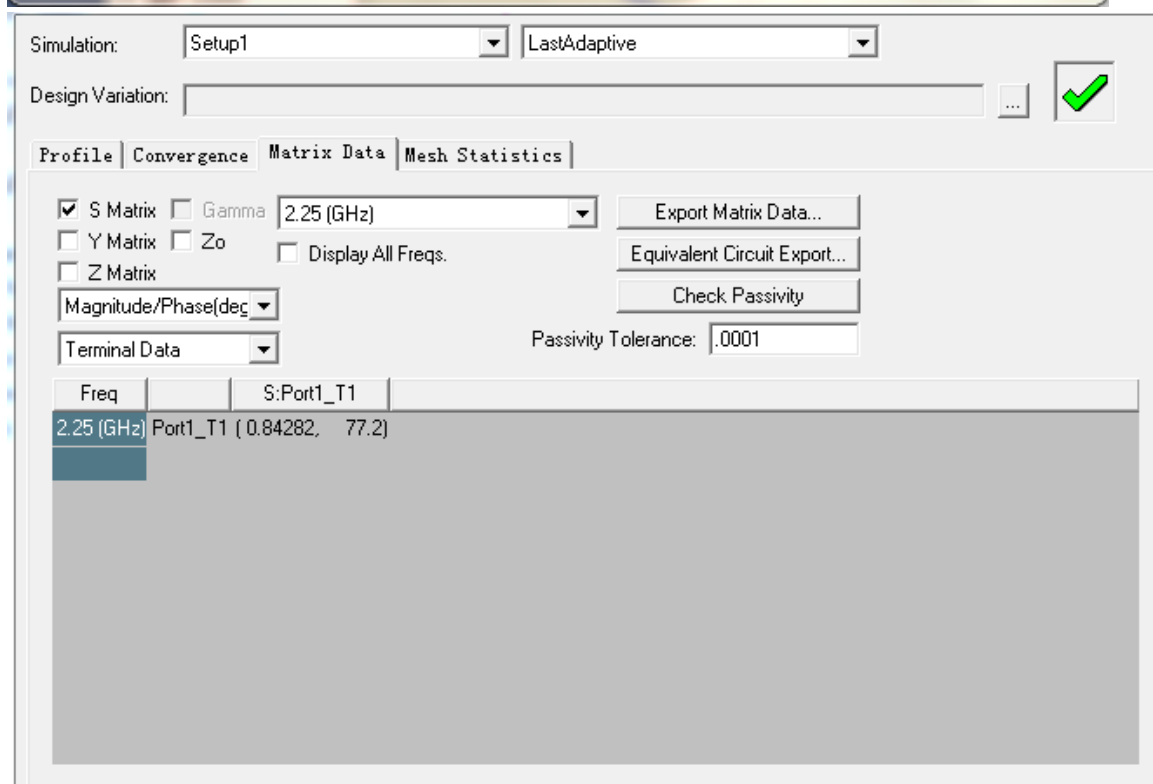 Simulation: Setup1 LastAdaptive
Design Variation: ...
Profile Convergence Matrix Data Mesh Statistics
S Matrix Gamma 2.25 (GHz) Export Matrix Data...
Y Matrix Zo Display All Freqs. Equivalent Circuit Export...
Z Matrix Check Passivity
Magnitude/Phase(deg
Passivity Tolerance: .0001
Terminal Data
Freq S:Port1_T1
2.25 (GHz) Port1_T1 ( 0.84282, 77.2)